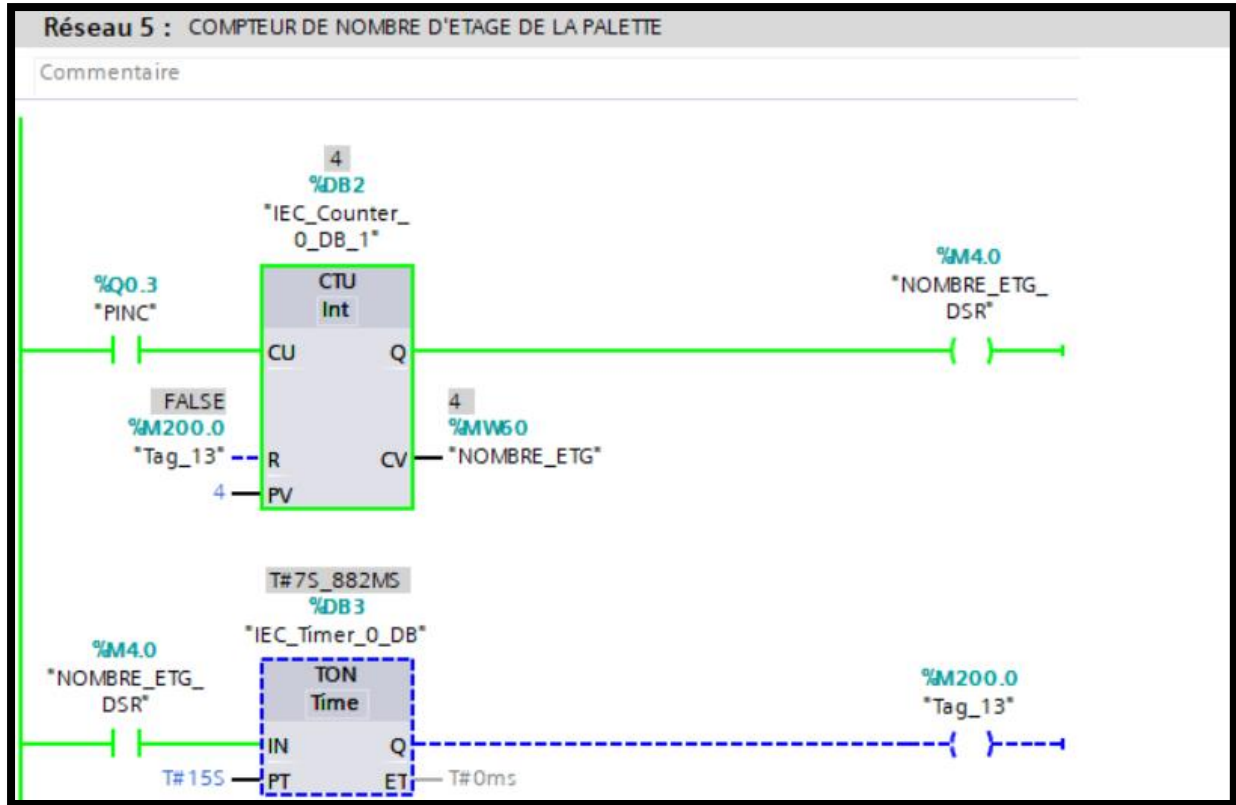 Réseau 5 : COMPTEUR DE NOMBRE D'ETAGE DE LA PALETTE
Commentaire
4
%DB2
"IEC_Counter_
0_DB_1"
%Q0.3
"PINC"
CTU
Int
CU Q
%M4.0
"NOMBRE_ETG_
DSR"
FALSE
%M200.0
"Tag_13"
R
4
%MW60
CV
"NOMBRE_ETG"
4
PV
T#7S_882MS
%DB3
"IEC_Timer_0_DB"
%M4.0
"NOMBRE_ETG_
DSR"
TON
Time
IN Q
%M200.0
"Tag_13"
T#15S
PT ET
T#0ms